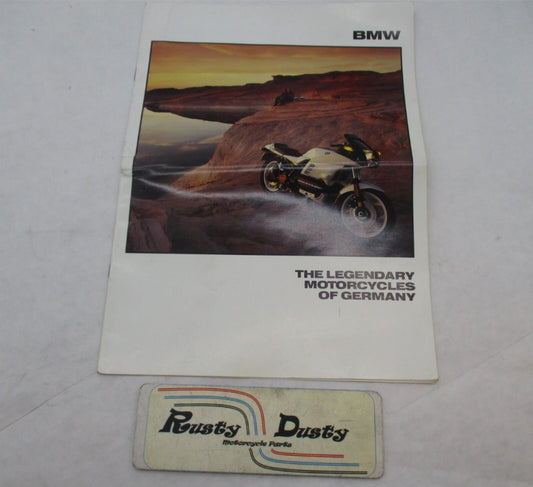 BMW
THE LEGENDARY
MOTORCYCLES
OF GERMANY
Rusty Dusty
Motorcycle Parts